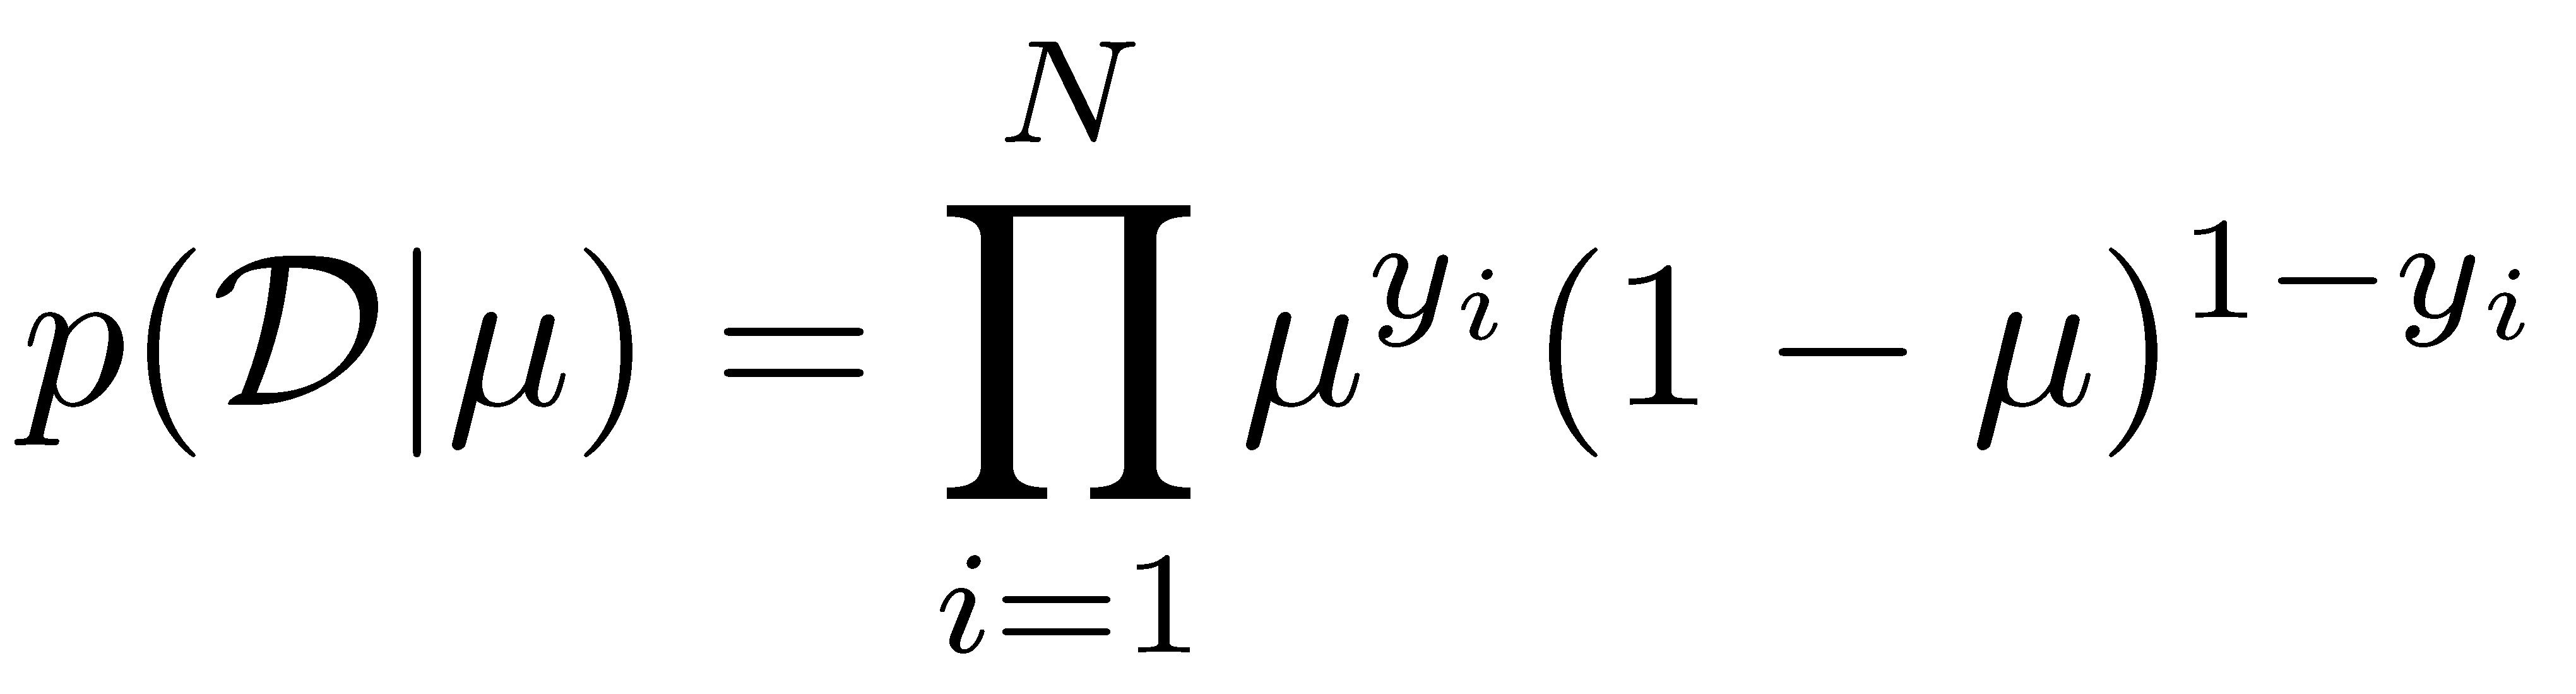 p(𝒟|μ) = ∏_{i=1}^{N} μ^{y_i} (1 − μ)^{1−y_i}